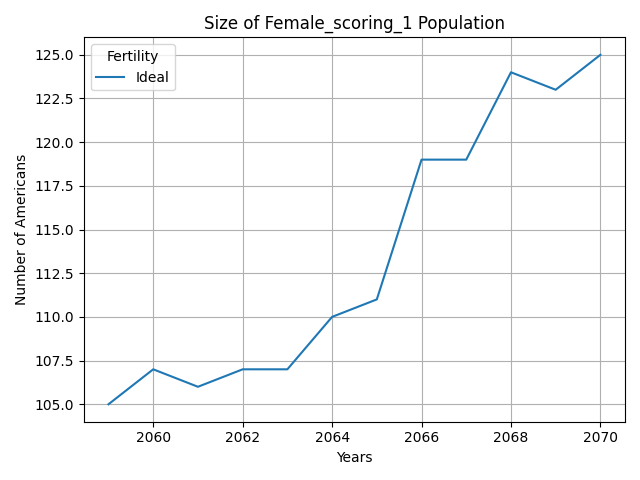 Size of Female_scoring_1 Population
Fertility
Ideal
125.0
122.5
120.0
117.5
115.0
112.5
110.0
107.5
105.0
Number of Americans
2060 2062 2064 2066 2068 2070
Years